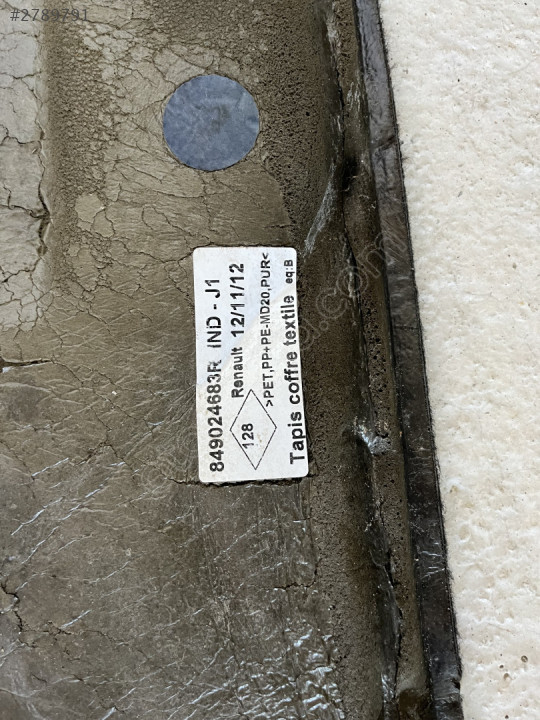 #2789791
849024683R IND - J1
Renault 12/11/12
128
>PET,PP+PE-MD20,PUR<
Tapis coffre textile eq:B